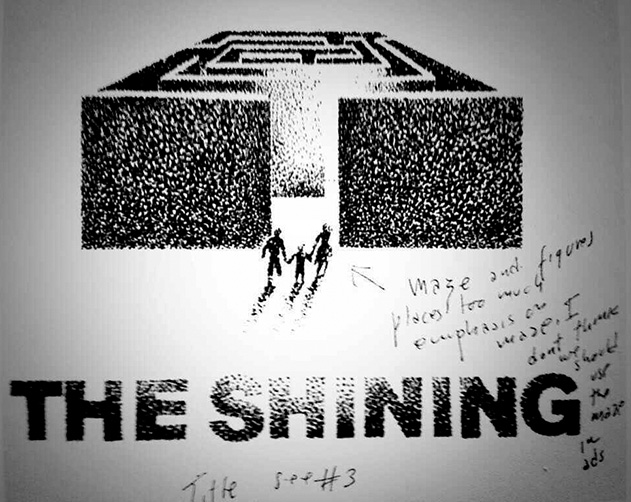 maze and figures
places too much
emphasis on
maze. I
dont think
we should
use
the
maze
in
ads
THE SHINING
Title see #3